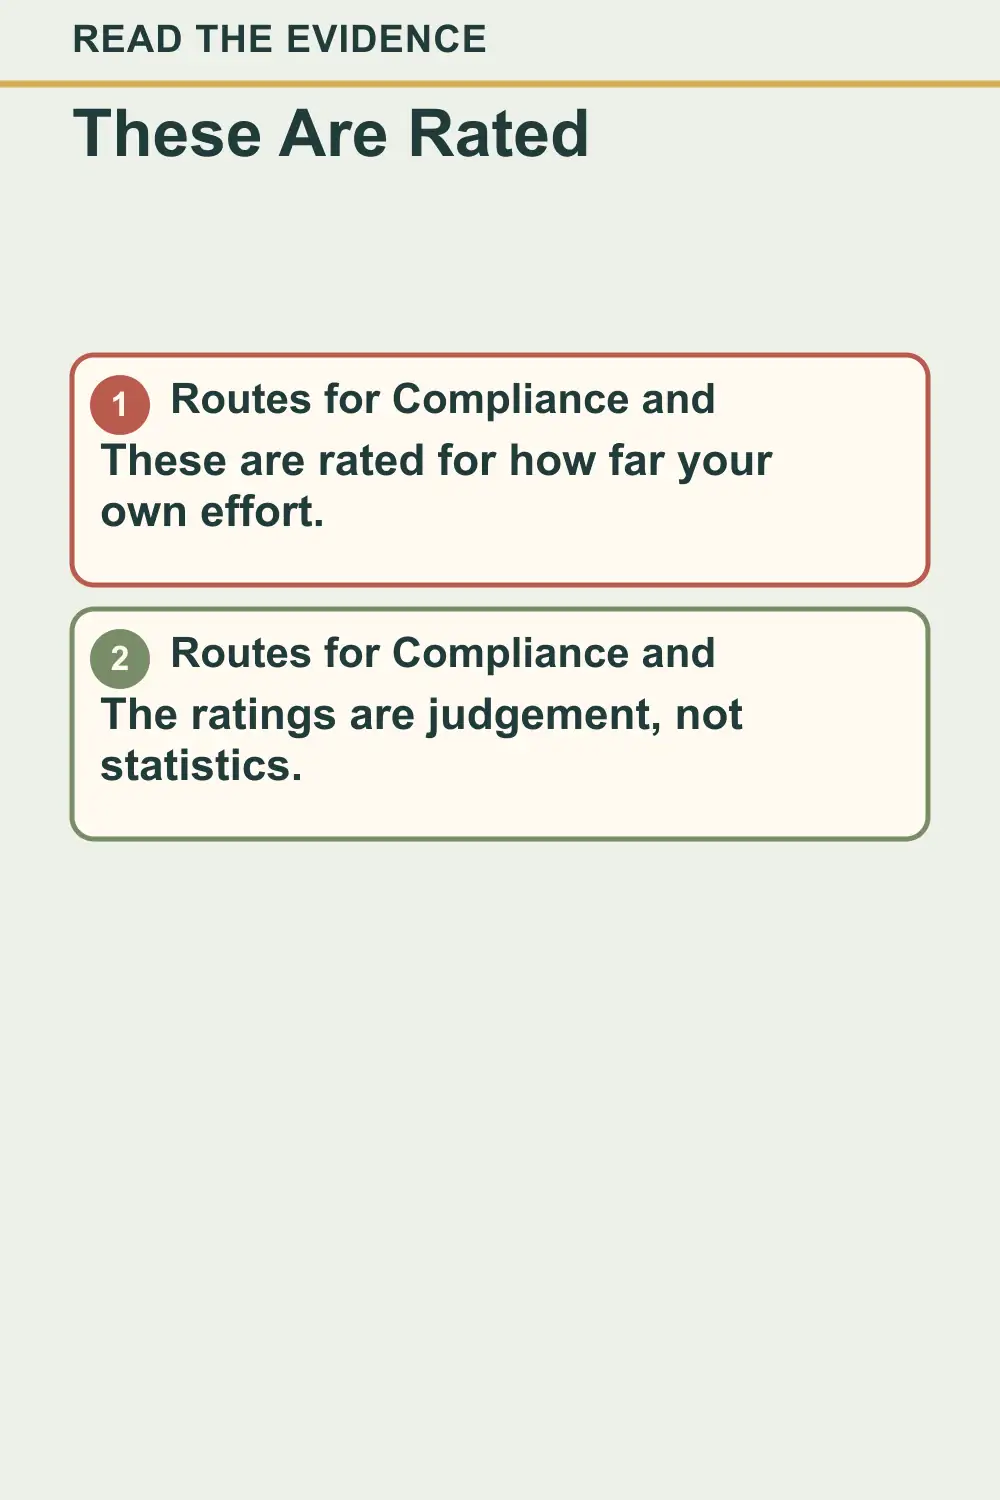 READ THE EVIDENCE
These Are Rated
1 Routes for Compliance and
These are rated for how far your
own effort.
2 Routes for Compliance and
The ratings are judgement, not
statistics.